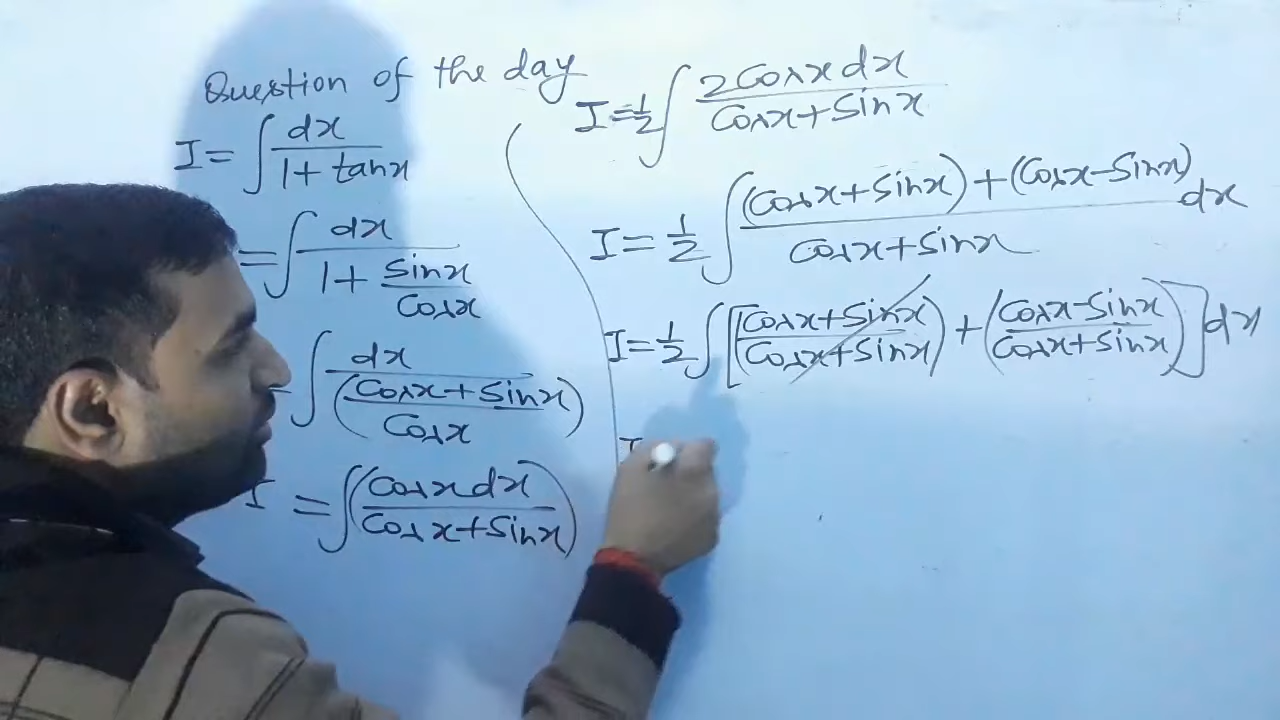 Question of the day
I = ∫ dx / (1 + tanx)
= ∫ dx / (1 + Sinx/Cosx)
= ∫ dx / ((Cosx + Sinx) / Cosx)
I = ∫ (Cosx dx / (Cosx + Sinx))
I = 1/2 ∫ 2Cosx dx / (Cosx + Sinx)
I = 1/2 ∫ ((Cosx + Sinx) + (Cosx - Sinx)) / (Cosx + Sinx) dx
I = 1/2 ∫ [((Cosx + Sinx) / (Cosx + Sinx)) + ((Cosx - Sinx) / (Cosx + Sinx))] dx
I